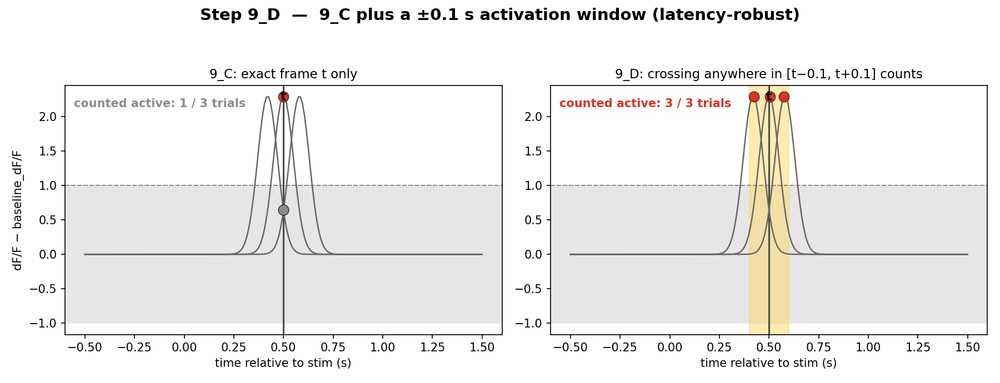 Step 9_D — 9_C plus a ±0.1 s activation window (latency-robust)
9_C: exact frame t only
counted active: 1 / 3 trials
t
dF/F − baseline_dF/F
2.0
1.5
1.0
0.5
0.0
−0.5
−1.0
−0.50 −0.25 0.00 0.25 0.50 0.75 1.00 1.25 1.50
time relative to stim (s)
9_D: crossing anywhere in [t−0.1, t+0.1] counts
counted active: 3 / 3 trials
t
2.0
1.5
1.0
0.5
0.0
−0.5
−1.0
−0.50 −0.25 0.00 0.25 0.50 0.75 1.00 1.25 1.50
time relative to stim (s)